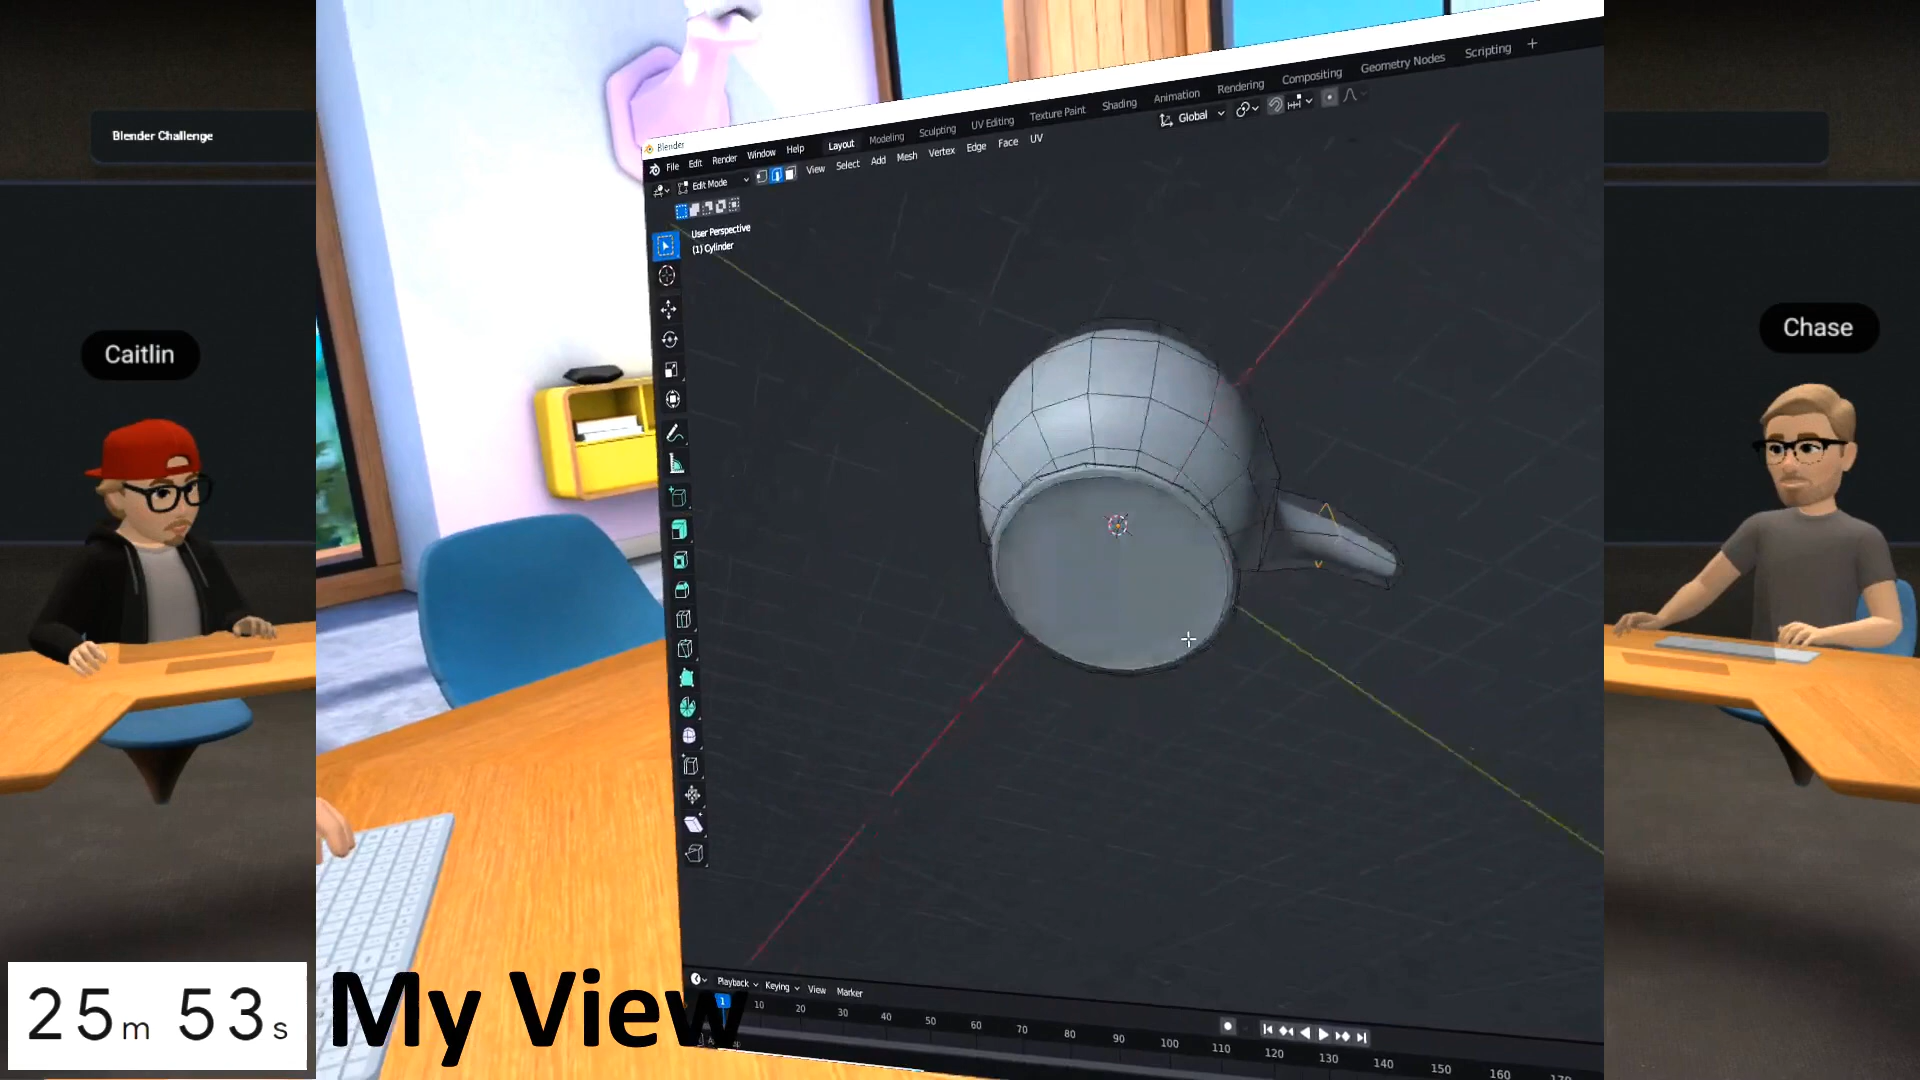 Blender Challenge
Caitlin
Chase
Blender
File Edit Render Window Help Layout Modeling Sculpting UV Editing Texture Paint Shading Animation Rendering Compositing Geometry Nodes Scripting +
Edit Mode View Select Add Mesh Vertex Edge Face UV Global
User Perspective
(1) Cylinder
Playback Keying View Marker
1 10 20 30 40 50 60 70 80 90 100 110 120 130 140 150 160 170
25m 53s
My View